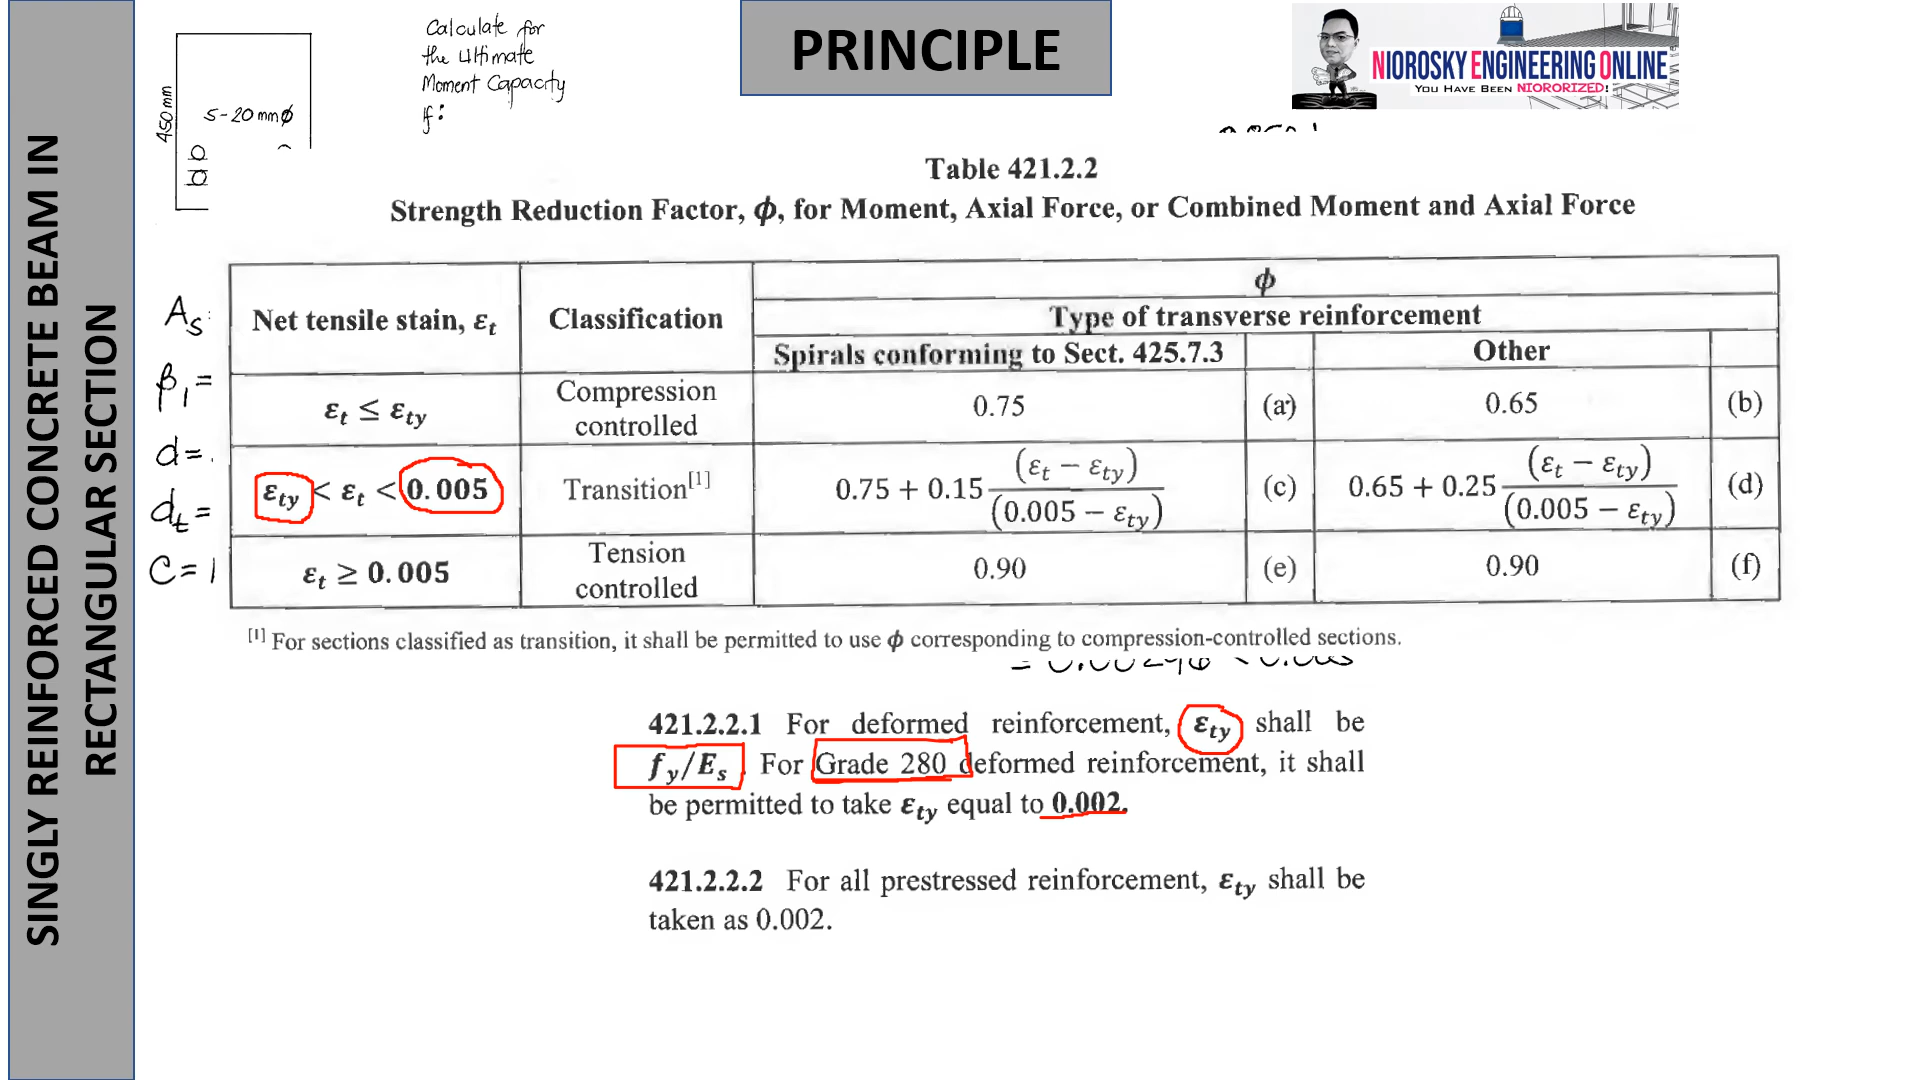 SINGLY REINFORCED CONCRETE BEAM IN
RECTANGULAR SECTION
450mm
5-20mmϕ
Calculate for
the Ultimate
Moment Capacity
if:
PRINCIPLE
NIOROSKY ENGINEERING ONLINE
YOU HAVE BEEN NIORORIZED!
Table 421.2.2
Strength Reduction Factor, ϕ, for Moment, Axial Force, or Combined Moment and Axial Force
Net tensile stain, εt
Classification
ϕ
Type of transverse reinforcement
Spirals conforming to Sect. 425.7.3
Other
εt ≤ εty
Compression
controlled
0.75
(a)
0.65
(b)
εty < εt < 0.005
Transition[1]
0.75 + 0.15 (εt − εty)/(0.005 − εty)
(c)
0.65 + 0.25 (εt − εty)/(0.005 − εty)
(d)
εt ≥ 0.005
Tension
controlled
0.90
(e)
0.90
(f)
[1] For sections classified as transition, it shall be permitted to use ϕ corresponding to compression-controlled sections.
As
β1=
d=
dt=
c=
421.2.2.1 For deformed reinforcement, εty shall be
fy/Es For Grade 280 deformed reinforcement, it shall
be permitted to take εty equal to 0.002.
421.2.2.2 For all prestressed reinforcement, εty shall be
taken as 0.002.